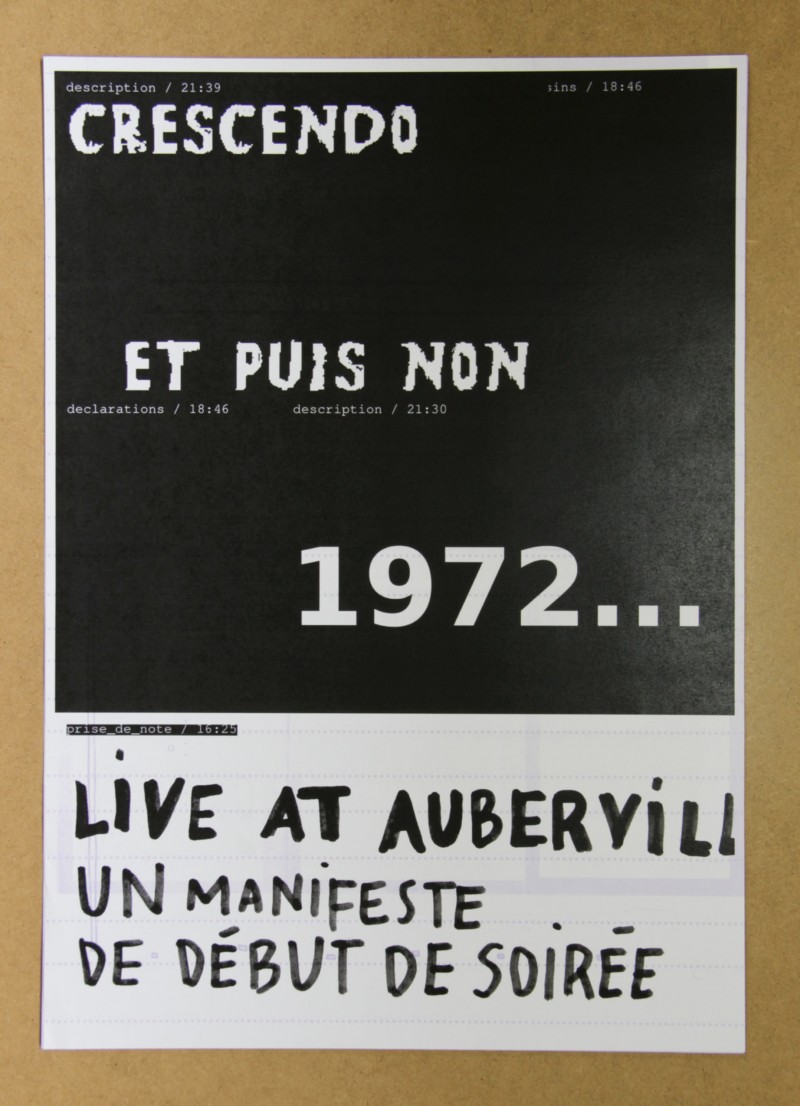 description / 21:39
sins / 18:46
CRESCENDO
ET PUIS NON
declarations / 18:46
description / 21:30
1972...
prise_de_note / 16:25
LiVE AT AUBERViLL
UN MANiFESTE
DE DÉBUT DE SOiRÉE